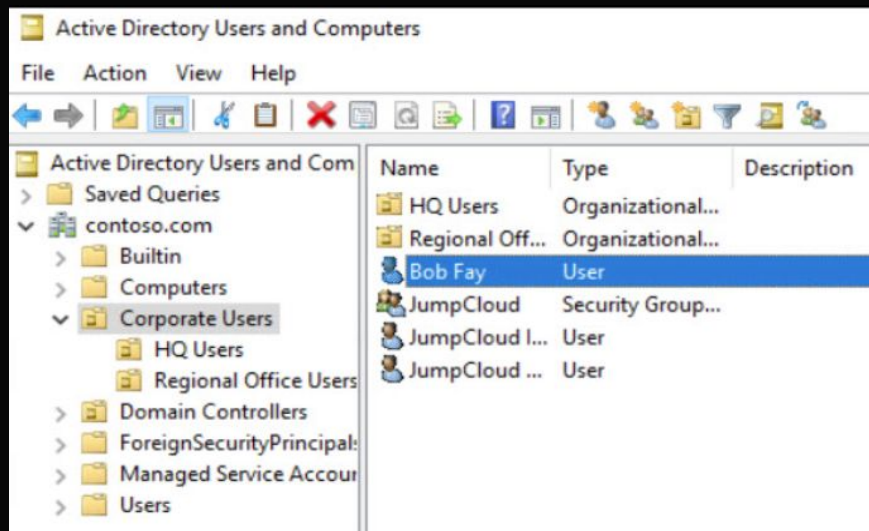 Active Directory Users and Computers
File Action View Help
Active Directory Users and Com
Saved Queries
contoso.com
Builtin
Computers
Corporate Users
HQ Users
Regional Office Users
Domain Controllers
ForeignSecurityPrincipal
Managed Service Accour
Users
Name Type Description
HQ Users Organizational...
Regional Off... Organizational...
Bob Fay User
JumpCloud Security Group...
JumpCloud I... User
JumpCloud ... User